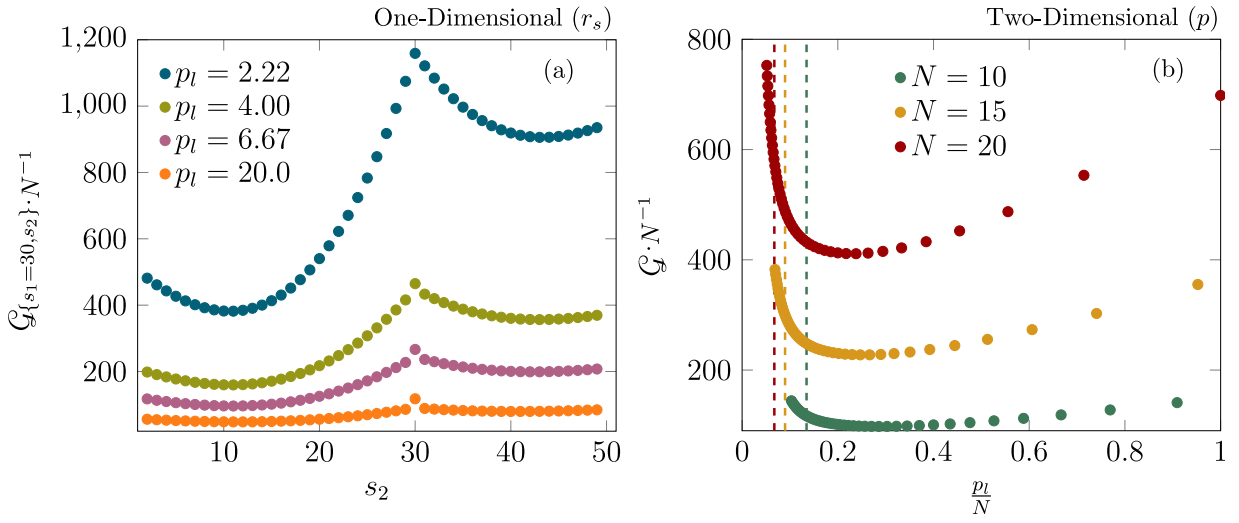 One-Dimensional (r_s)
1,200
1,000
800
600
400
200
10
20
30
40
50
s_2
𝒢_{s_1=30,s_2}·N^{-1}
p_l = 2.22
p_l = 4.00
p_l = 6.67
p_l = 20.0
(a)
Two-Dimensional (p)
800
600
400
200
0
0.2
0.4
0.6
0.8
1
p_l
N
𝒢·N^{-1}
N = 10
N = 15
N = 20
(b)